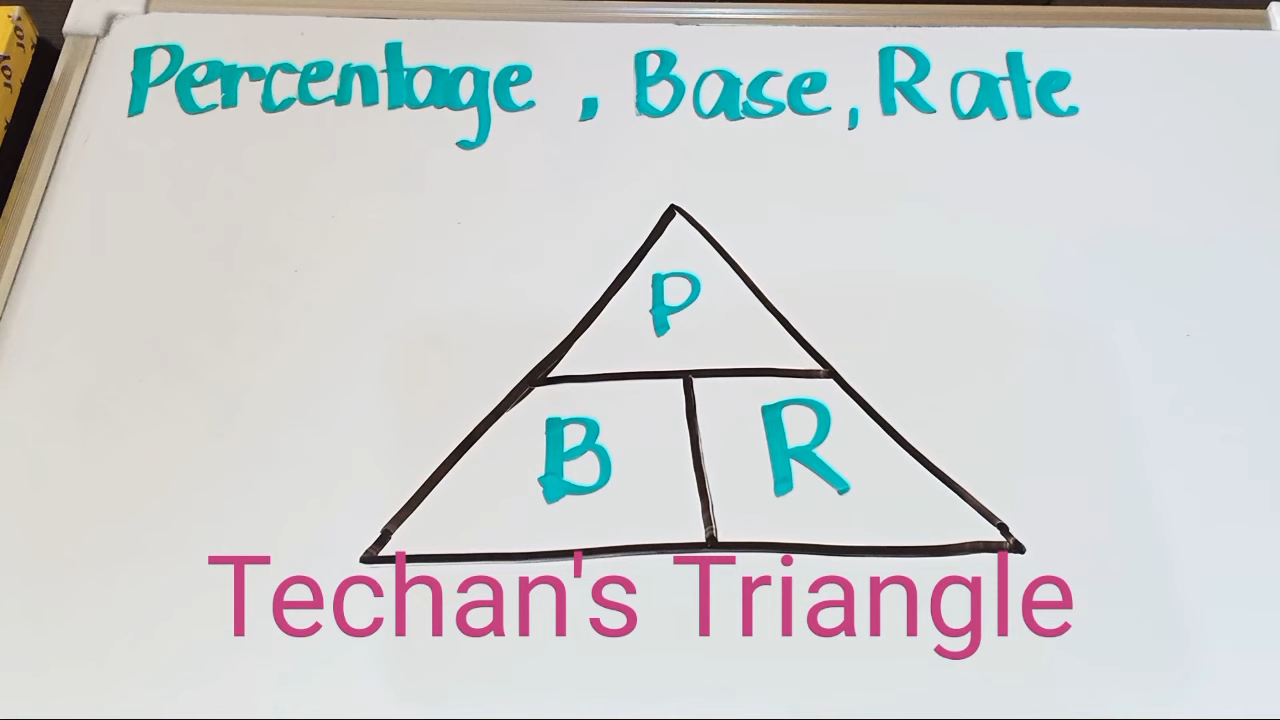 Percentage, Base, Rate
P
B R
Techan's Triangle